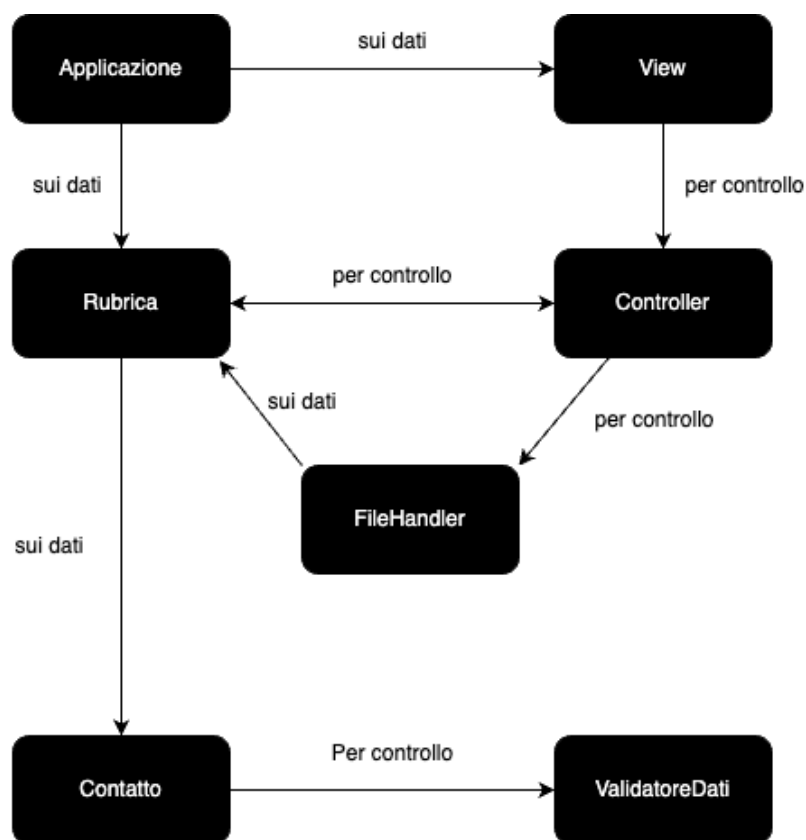 Applicazione
sui dati
View
sui dati
per controllo
Rubrica
per controllo
Controller
sui dati
per controllo
FileHandler
sui dati
Contatto
Per controllo
ValidatoreDati